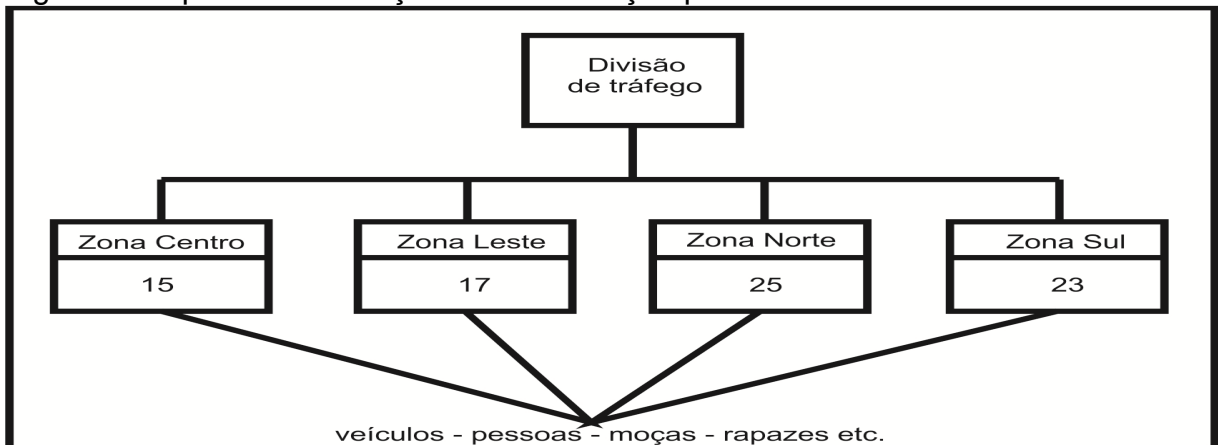 Divisão
de tráfego
Zona Centro
Zona Leste
Zona Norte
Zona Sul
15
17
25
23
veículos - pessoas - moças - rapazes etc.